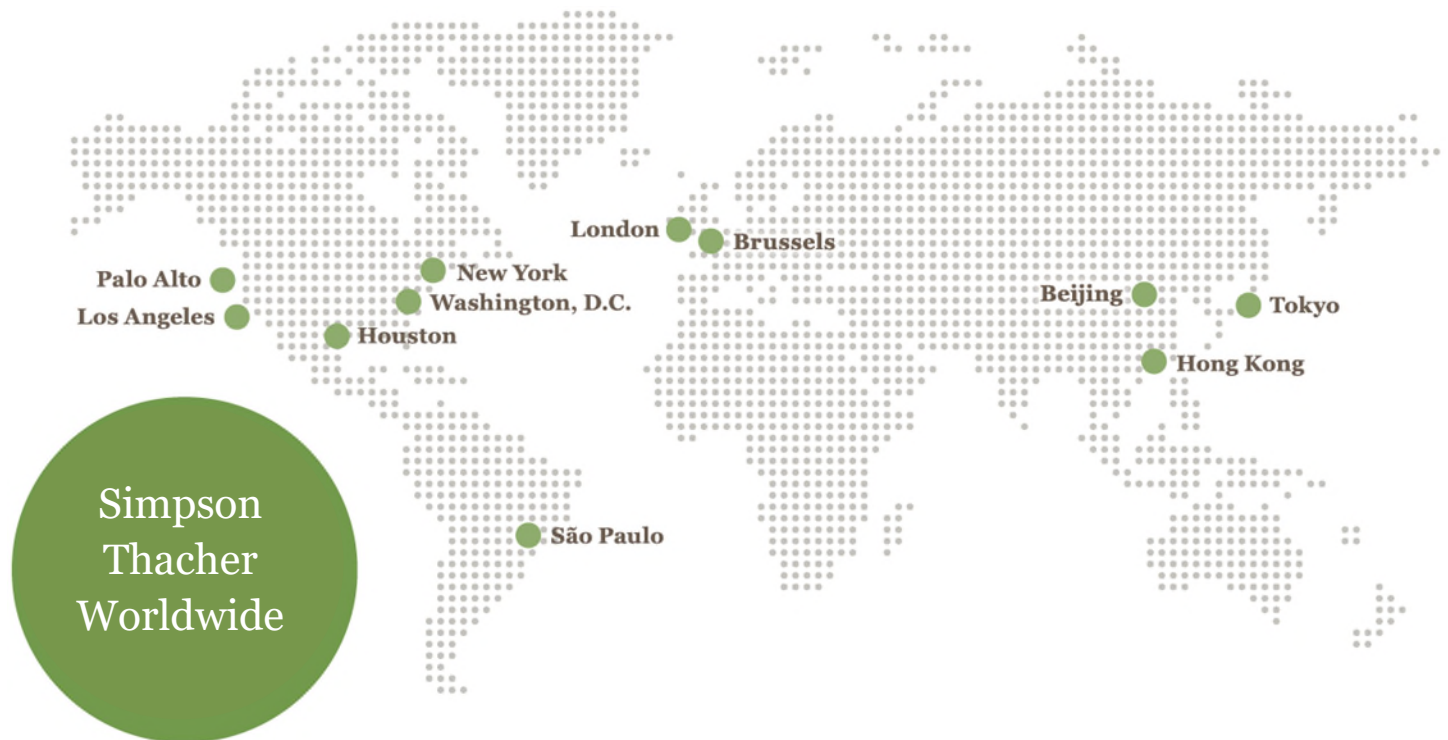 London
Brussels
Palo Alto
New York
Beijing
Washington, D.C.
Tokyo
Los Angeles
Houston
Hong Kong
São Paulo
Simpson
Thacher
Worldwide